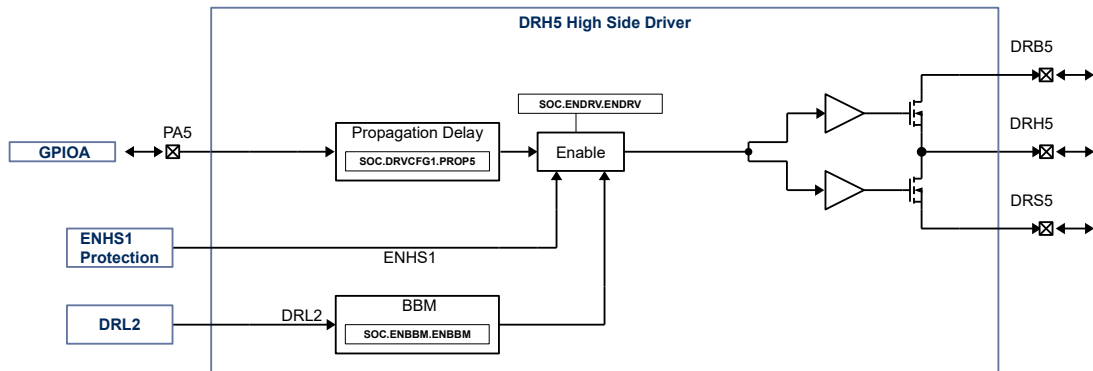 DRH5 High Side Driver
DRB5
SOC.ENDRV.ENDRV
PA5
Propagation Delay
DRH5
GPIOA
SOC.DRVCFG1.PROP5
Enable
DRS5
ENHS1
Protection
ENHS1
BBM
DRL2
DRL2
SOC.ENBBM.ENBBM